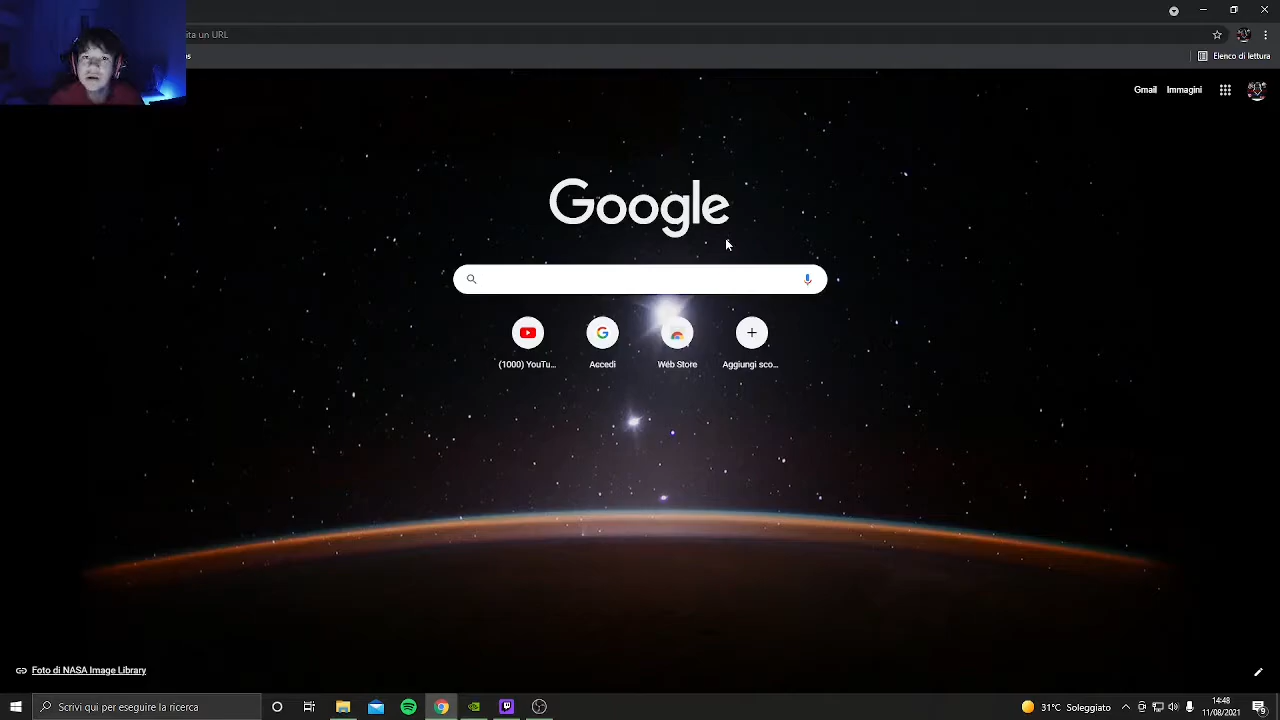 ita un URL
Elenco di lettura
Gmail
Immagini
Google
(1000) YouTu...
Accedi
Web Store
Aggiungi sco...
Foto di NASA Image Library
Scrivi qui per eseguire la ricerca
31°C Soleggiato
14:48
11/08/2021